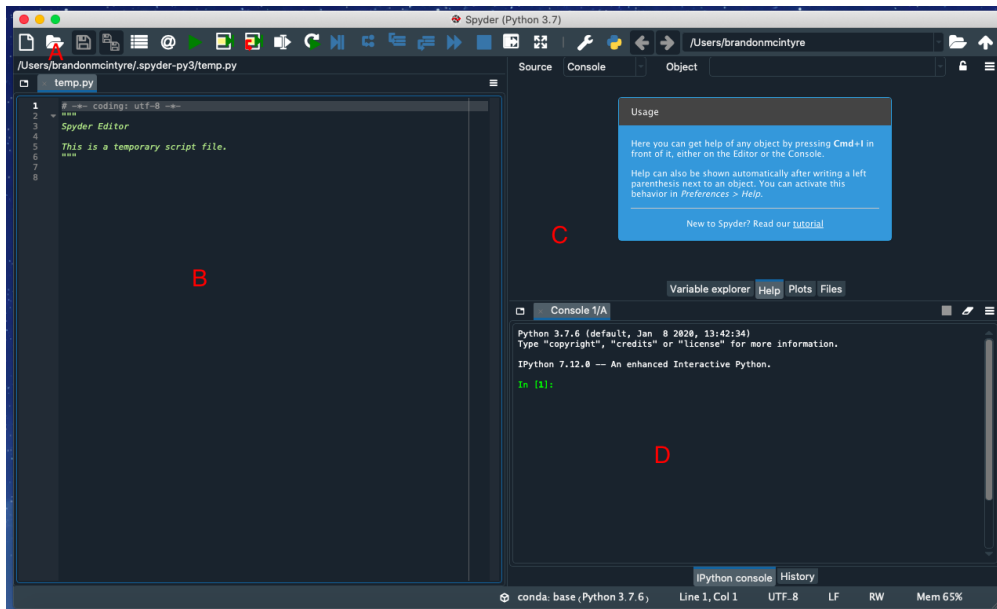 Spyder (Python 3.7)
A
@
/Users/brandonmcintyre
/Users/brandonmcintyre/.spyder-py3/temp.py
Source Console Object
temp.py
1 # -*- coding: utf-8 -*-
2 """
3 Spyder Editor
4
5 This is a temporary script file.
6 """
7
8
B
Usage
Here you can get help of any object by pressing Cmd+I in
front of it, either on the Editor or the Console.
Help can also be shown automatically after writing a left
parenthesis next to an object. You can activate this
behavior in Preferences > Help.
New to Spyder? Read our tutorial
C
Variable explorer Help Plots Files
Console 1/A
Python 3.7.6 (default, Jan 8 2020, 13:42:34)
Type "copyright", "credits" or "license" for more information.
IPython 7.12.0 -- An enhanced Interactive Python.
In [1]:
D
IPython console History
conda: base (Python 3.7.6) Line 1, Col 1 UTF-8 LF RW Mem 65%